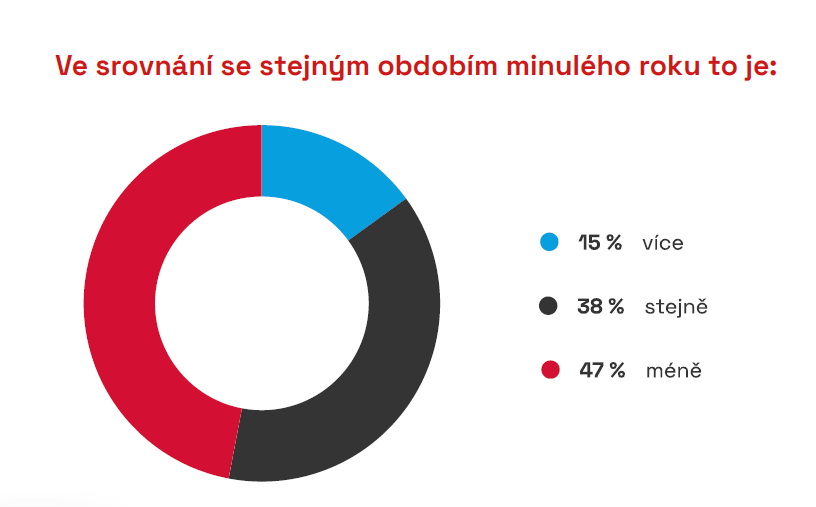 Ve srovnání se stejným obdobím minulého roku to je:
15 % více
38 % stejně
47 % méně